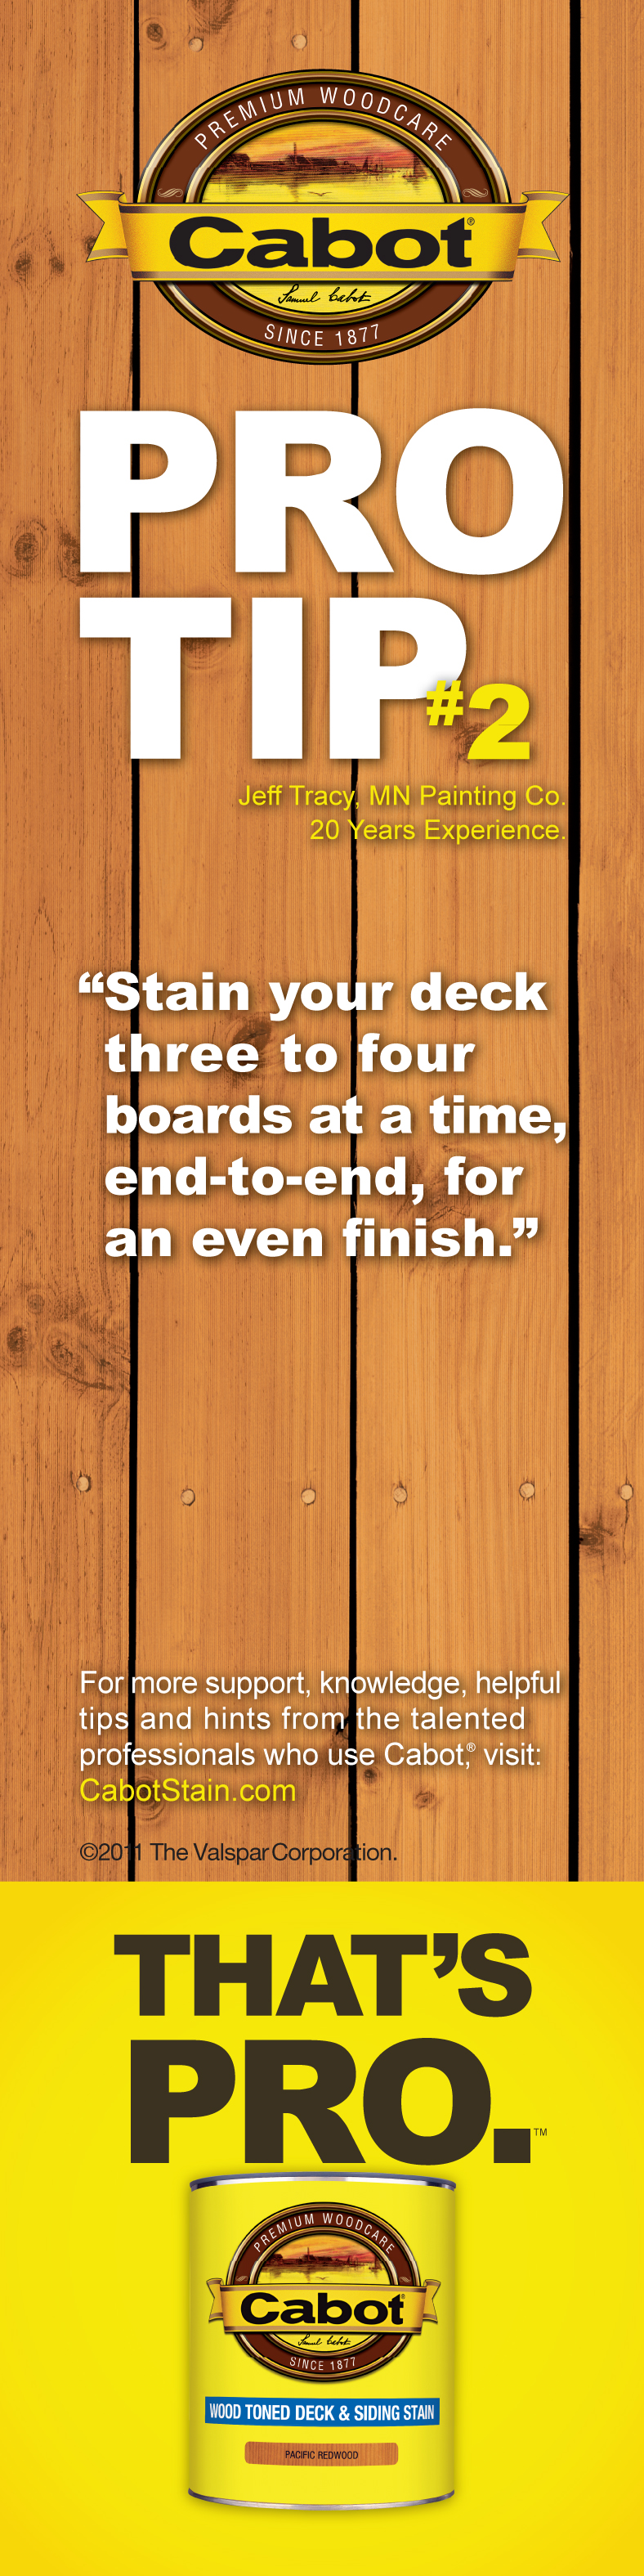 PREMIUM WOODCARE
Cabot®
Samuel Cabot
SINCE 1877
PRO
TIP#2
Jeff Tracy, MN Painting Co.
20 Years Experience.
“Stain your deck
three to four
boards at a time,
end-to-end, for
an even finish.”
For more support, knowledge, helpful
tips and hints from the talented
professionals who use Cabot,® visit:
CabotStain.com
©2011 The Valspar Corporation.
THAT’S
PRO.™
PREMIUM WOODCARE
Cabot®
Samuel Cabot
SINCE 1877
WOOD TONED DECK & SIDING STAIN
PACIFIC REDWOOD